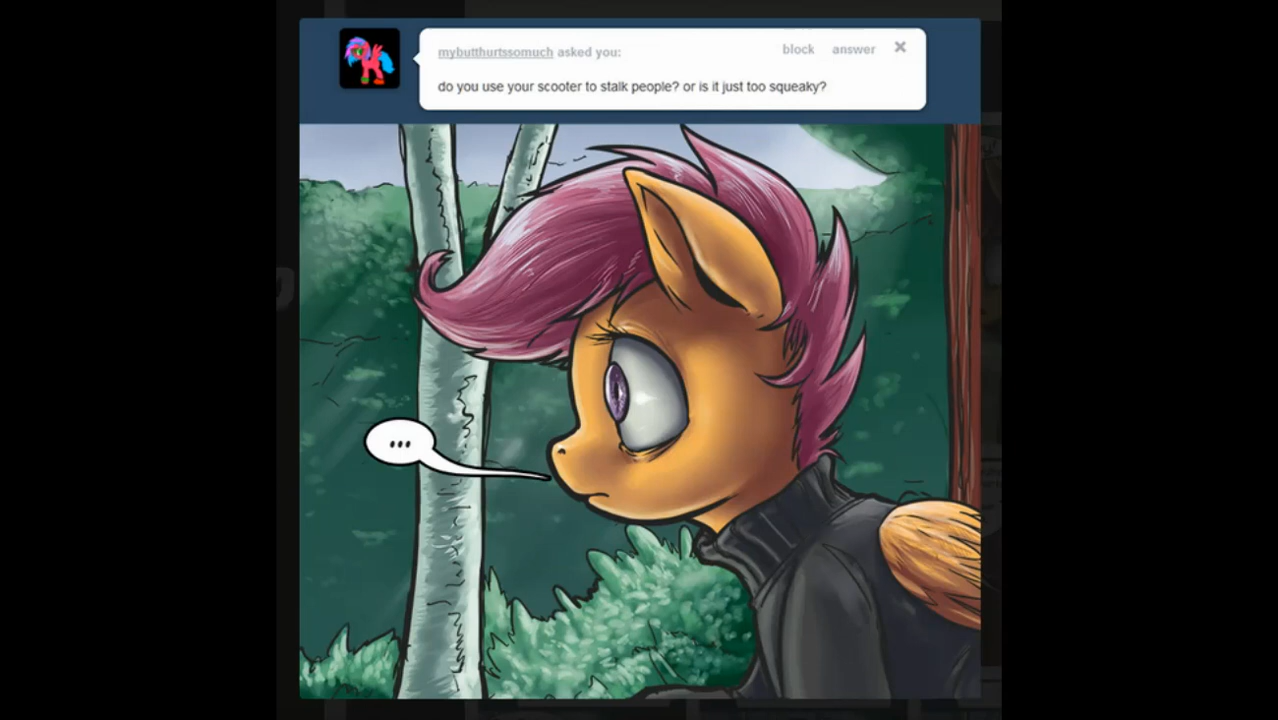 mybutthurtssomuch asked you:
block answer ×
do you use your scooter to stalk people? or is it just too squeaky?
...